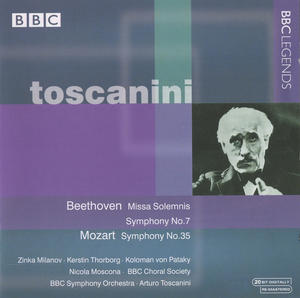 BBC
BBC LEGENDS
toscanini
Beethoven Missa Solemnis
Symphony No.7
Mozart Symphony No.35
Zinka Milanov · Kerstin Thorborg · Koloman von Pataky
Nicola Moscona · BBC Choral Society
BBC Symphony Orchestra · Arturo Toscanini
20 BIT DIGITALLY
RE-MASTERED